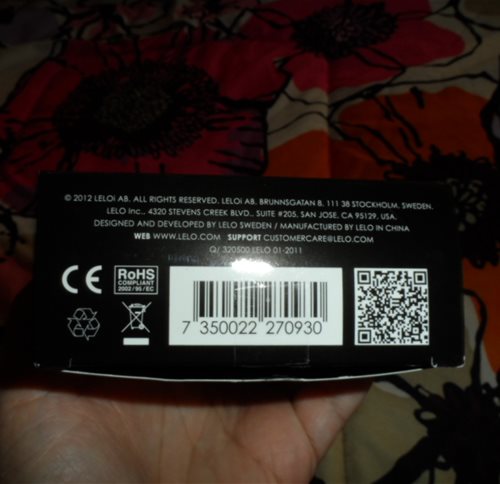 © 2012 LELOi AB. ALL RIGHTS RESERVED. LELOi AB. BRUNNSGATAN 8, 111 38 STOCKHOLM, SWEDEN.
LELO Inc., 4320 STEVENS CREEK BLVD., SUITE #205, SAN JOSE, CA 95129, USA.
DESIGNED AND DEVELOPED BY LELO SWEDEN / MANUFACTURED BY LELO IN CHINA
WEB WWW.LELO.COM SUPPORT CUSTOMERCARE@LELO.COM
Q/ 320500 LELO 01-2011
CE
RoHS
COMPLIANT
2002/95/EC
7 350022 270930